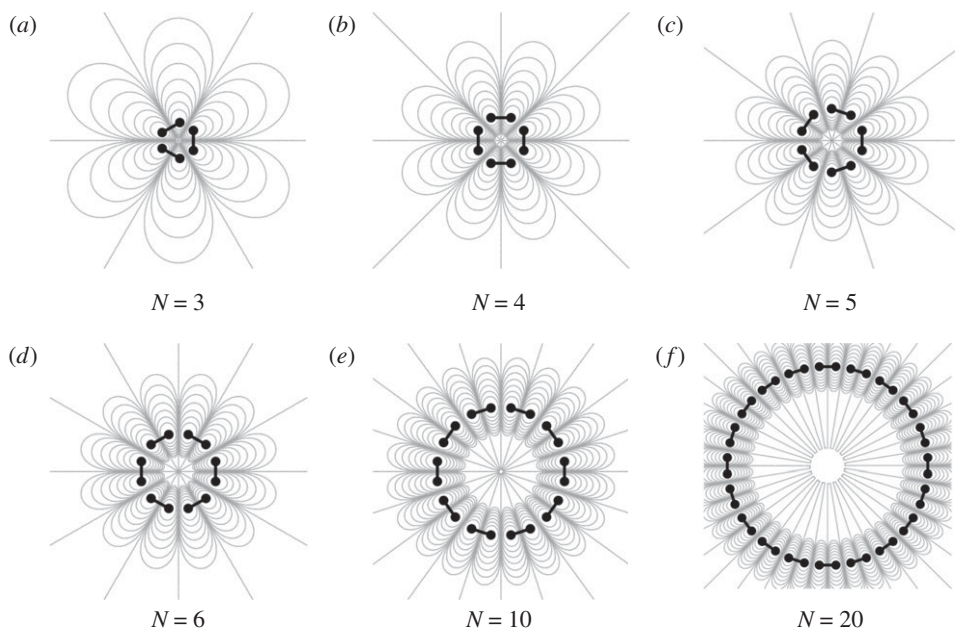 (a) (b) (c)
N = 3 N = 4 N = 5
(d) (e) (f)
N = 6 N = 10 N = 20